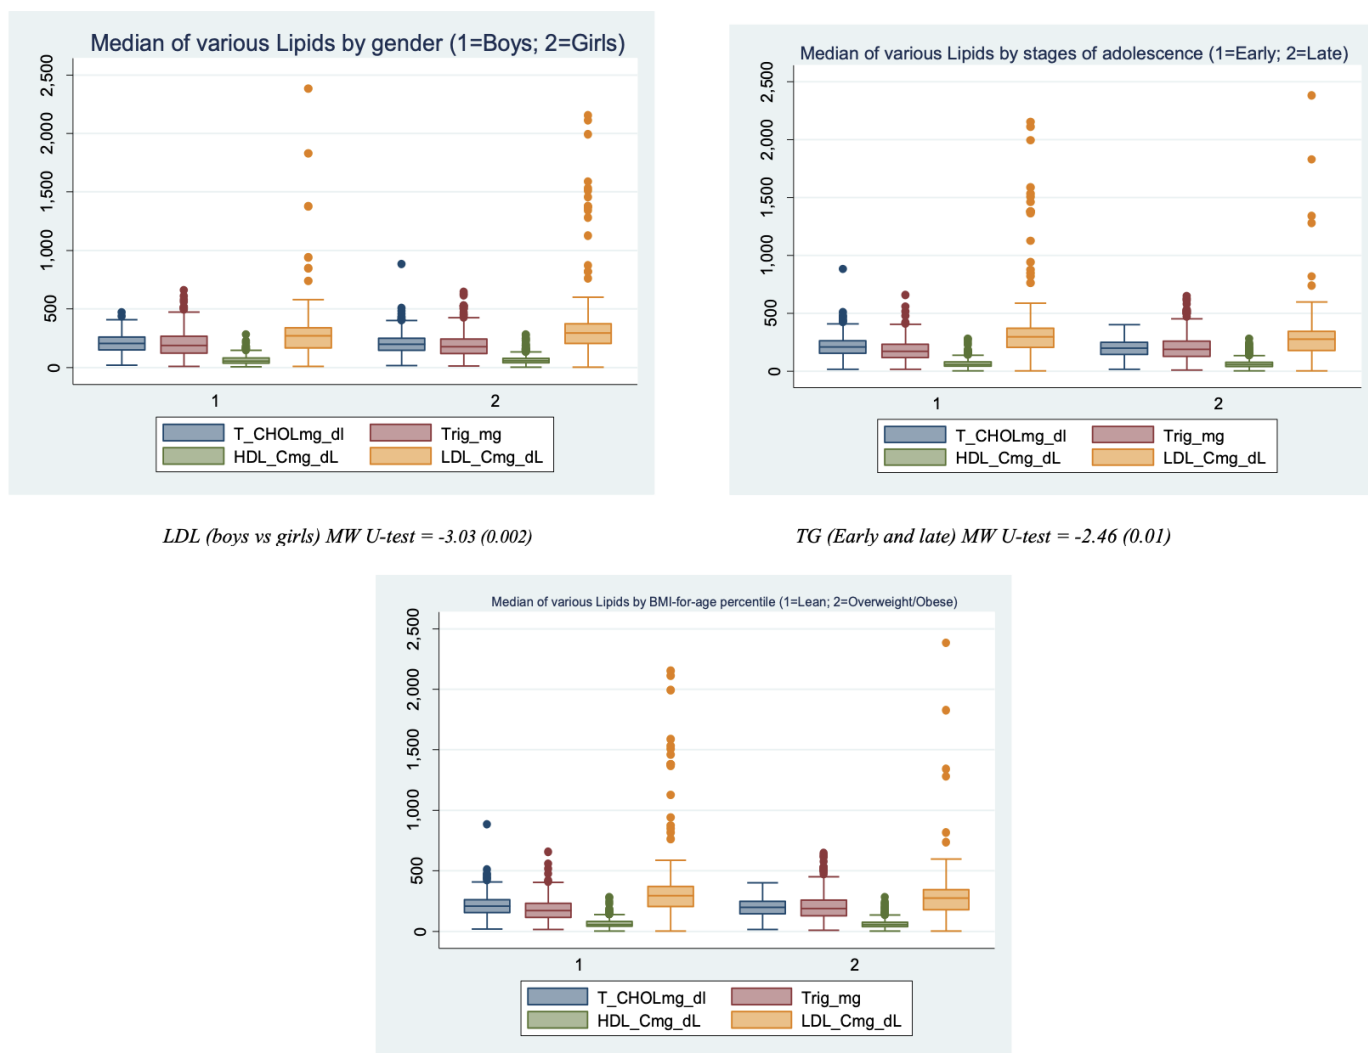 Median of various Lipids by gender (1=Boys; 2=Girls)
2,500
2,000
1,500
1,000
500
0
1
2
T_CHOLmg_dl
Trig_mg
HDL_Cmg_dL
LDL_Cmg_dL
LDL (boys vs girls) MW U-test = -3.03 (0.002)
Median of various Lipids by stages of adolescence (1=Early; 2=Late)
2,500
2,000
1,500
1,000
500
0
1
2
T_CHOLmg_dl
Trig_mg
HDL_Cmg_dL
LDL_Cmg_dL
TG (Early and late) MW U-test = -2.46 (0.01)
Median of various Lipids by BMI-for-age percentile (1=Lean; 2=Overweight/Obese)
2,500
2,000
1,500
1,000
500
0
1
2
T_CHOLmg_dl
Trig_mg
HDL_Cmg_dL
LDL_Cmg_dL